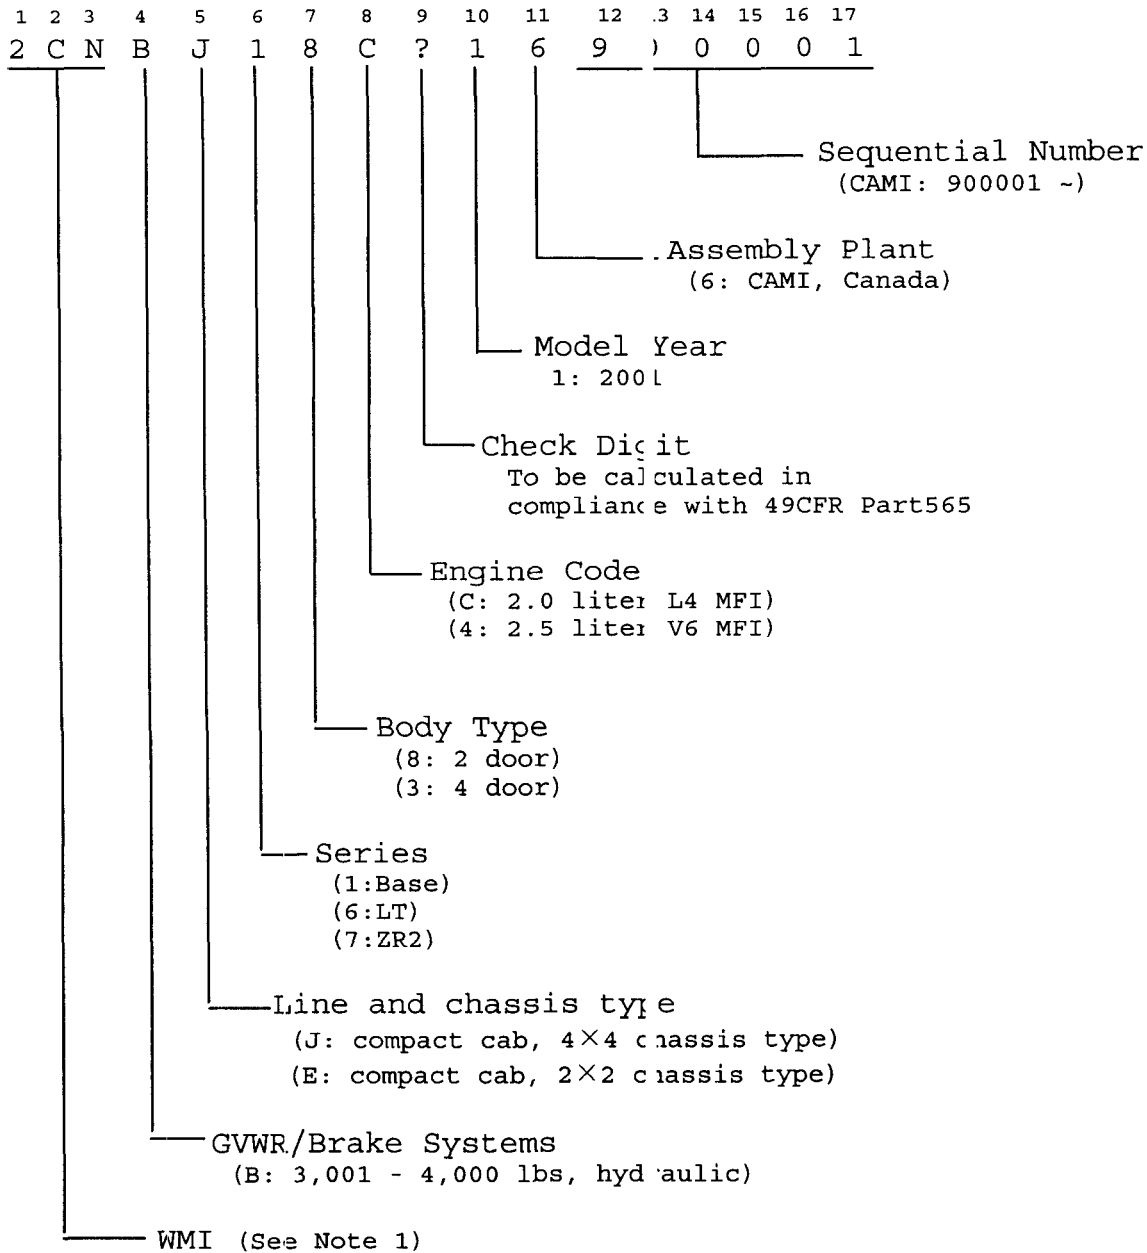 1 2 3 4 5 6 7 8 9 10 11 12 .3 14 15 16 17
2 C N B J 1 8 C ? 1 6 9 ) 0 0 0 1
Sequential Number
(CAMI: 900001 ~)
Assembly Plant
(6: CAMI, Canada)
Model Year
1: 2001
Check Digit
To be calculated in
compliance with 49CFR Part565
Engine Code
(C: 2.0 liter L4 MFI)
(4: 2.5 liter V6 MFI)
Body Type
(8: 2 door)
(3: 4 door)
Series
(1:Base)
(6:LT)
(7:ZR2)
Line and chassis type
(J: compact cab, 4×4 chassis type)
(E: compact cab, 2×2 chassis type)
GVWR/Brake Systems
(B: 3,001 - 4,000 lbs, hydraulic)
WMI (See Note 1)